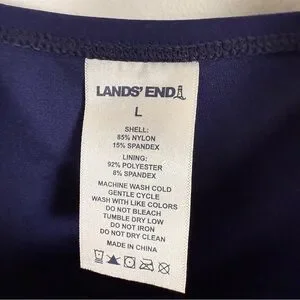 LANDS' END
L
SHELL:
85% NYLON
15% SPANDEX
LINING:
92% POLYESTER
8% SPANDEX
MACHINE WASH COLD
GENTLE CYCLE
WASH WITH LIKE COLORS
DO NOT BLEACH
TUMBLE DRY LOW
DO NOT IRON
DO NOT DRY CLEAN
MADE IN CHINA